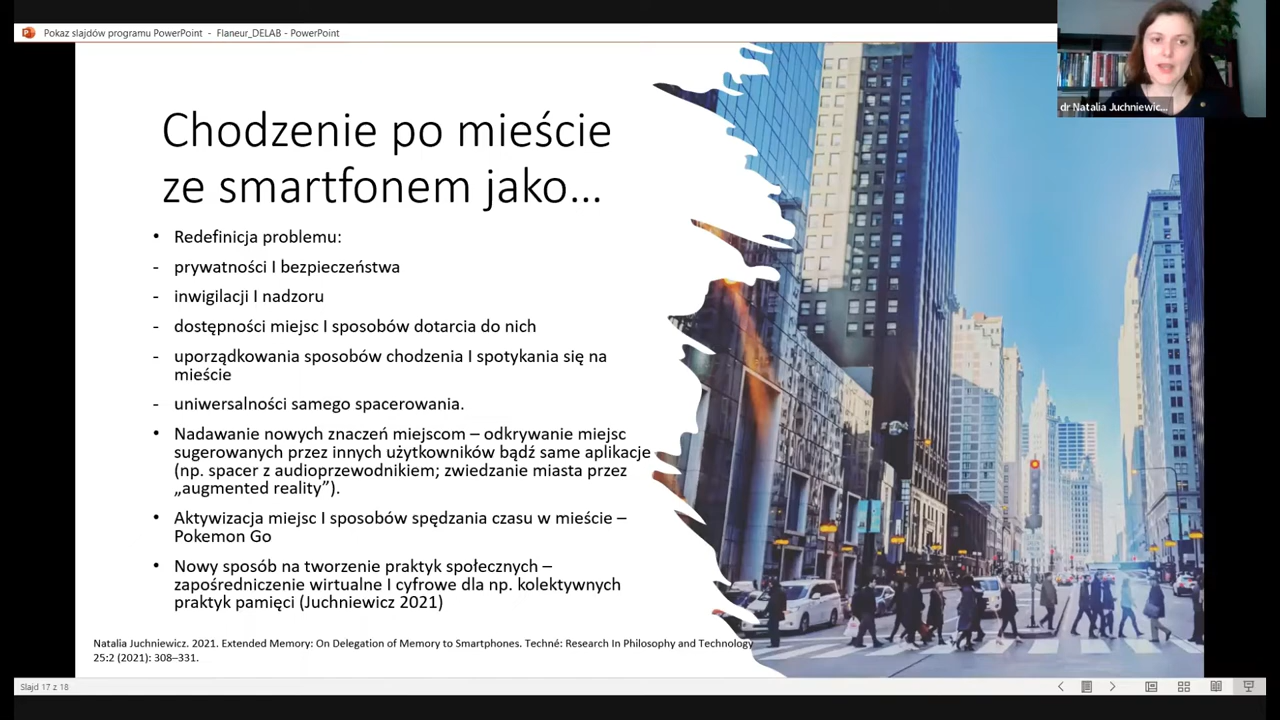 Pokaz slajdów programu PowerPoint - Flaneur_DELAB - PowerPoint
dr Natalia Juchniewic...
Chodzenie po mieście
ze smartfonem jako...
• Redefinicja problemu:
- prywatności I bezpieczeństwa
- inwigilacji I nadzoru
- dostępności miejsc I sposobów dotarcia do nich
- uporządkowania sposobów chodzenia I spotykania się na
mieście
- uniwersalności samego spacerowania.
• Nadawanie nowych znaczeń miejscom – odkrywanie miejsc
sugerowanych przez innych użytkowników bądź same aplikacje
(np. spacer z audioprzewodnikiem; zwiedzanie miasta przez
„augmented reality”).
• Aktywizacja miejsc I sposobów spędzania czasu w mieście –
Pokemon Go
• Nowy sposób na tworzenie praktyk społecznych –
zapośredniczenie wirtualne I cyfrowe dla np. kolektywnych
praktyk pamięci (Juchniewicz 2021)
Natalia Juchniewicz. 2021. Extended Memory: On Delegation of Memory to Smartphones. Techné: Research In Philosophy and Technology
25:2 (2021): 308–331.
Slajd 17 z 18